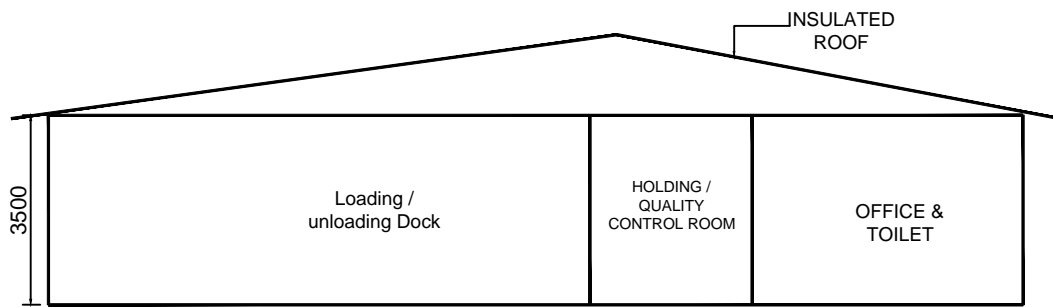 INSULATED
ROOF
3500
Loading /
unloading Dock
HOLDING /
QUALITY
CONTROL ROOM
OFFICE &
TOILET